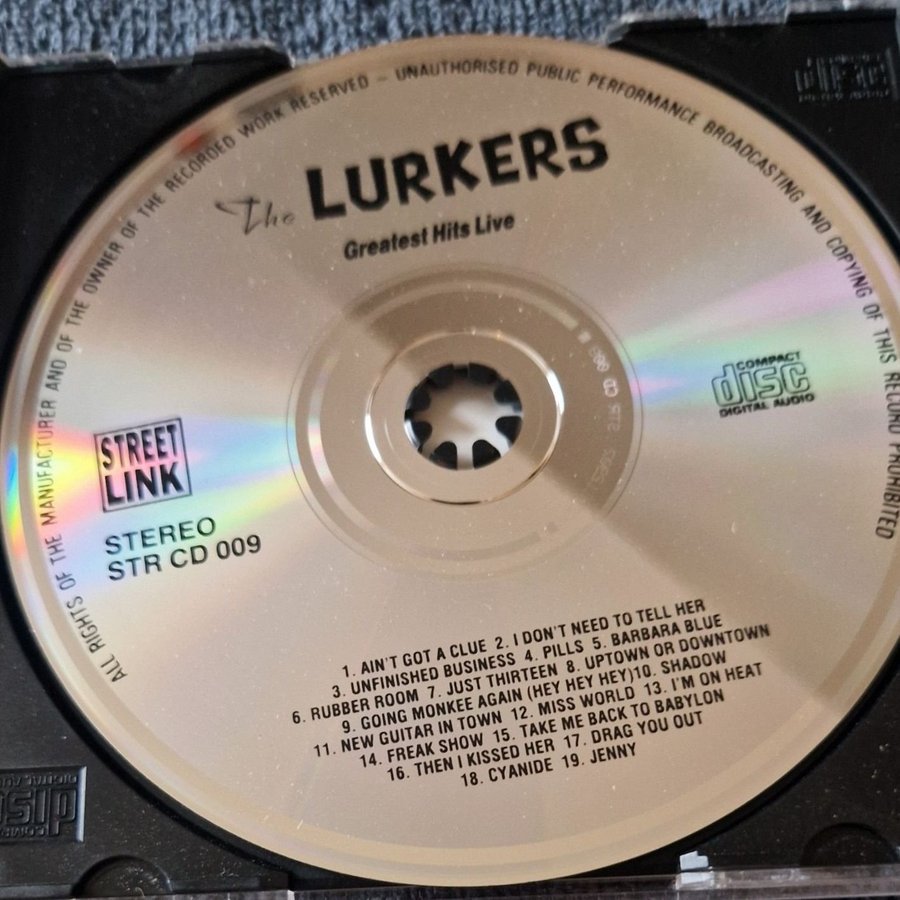 ALL RIGHTS OF THE MANUFACTURER AND OF THE OWNER OF THE RECORDED WORK RESERVED – UNAUTHORISED PUBLIC PERFORMANCE BROADCASTING AND COPYING OF THIS RECORD PROHIBITED
The LURKERS
Greatest Hits Live
COMPACT
disc
DIGITAL AUDIO
STREET
LINK
STEREO
STR CD 009
1. AIN'T GOT A CLUE 2. I DON'T NEED TO TELL HER
3. UNFINISHED BUSINESS 4. PILLS 5. BARBARA BLUE
6. RUBBER ROOM 7. JUST THIRTEEN 8. UPTOWN OR DOWNTOWN
9. GOING MONKEE AGAIN (HEY HEY HEY)10. SHADOW
11. NEW GUITAR IN TOWN 12. MISS WORLD 13. I'M ON HEAT
14. FREAK SHOW 15. TAKE ME BACK TO BABYLON
16. THEN I KISSED HER 17. DRAG YOU OUT
18. CYANIDE 19. JENNY
disc